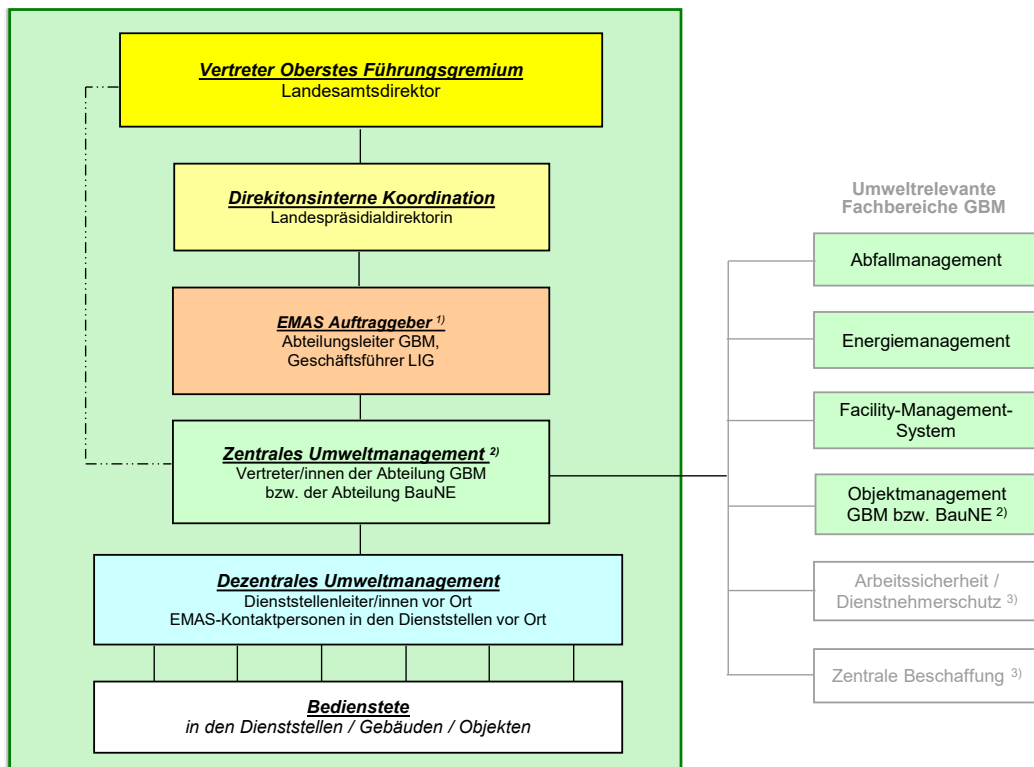 Vertreter Oberstes Führungsgremium
Landesamtsdirektor
Direkitonsinterne Koordination
Landespräsidialdirektorin
EMAS Auftraggeber 1)
Abteilungsleiter GBM,
Geschäftsführer LIG
Zentrales Umweltmanagement 2)
Vertreter/innen der Abteilung GBM
bzw. der Abteilung BauNE
Dezentrales Umweltmanagement
Dienststellenleiter/innen vor Ort
EMAS-Kontaktpersonen in den Dienststellen vor Ort
Bedienstete
in den Dienststellen / Gebäuden / Objekten
Umweltrelevante
Fachbereiche GBM
Abfallmanagement
Energiemanagement
Facility-Management-
System
Objektmanagement
GBM bzw. BauNE 2)
Arbeitssicherheit /
Dienstnehmerschutz 3)
Zentrale Beschaffung 3)